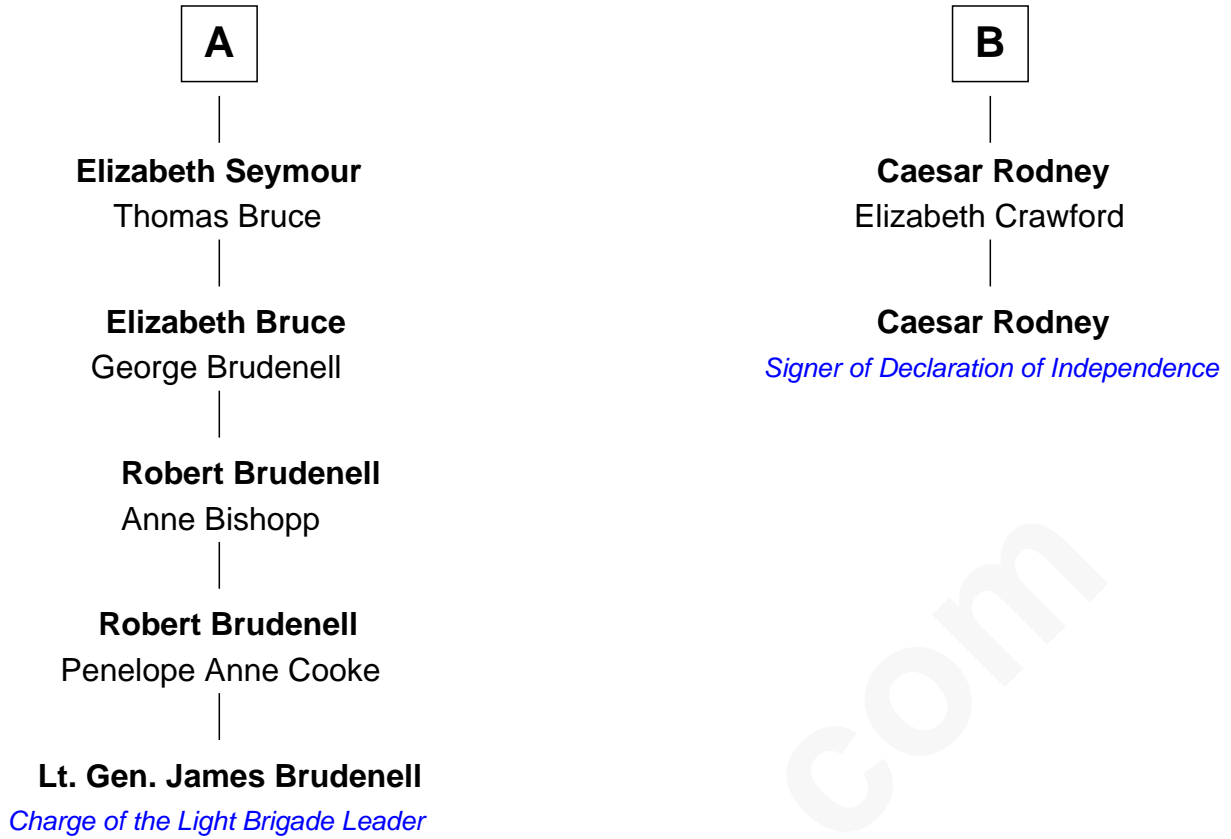 A
Elizabeth Seymour
Thomas Bruce
Elizabeth Bruce
George Brudenell
Robert Brudenell
Anne Bishopp
Robert Brudenell
Penelope Anne Cooke
Lt. Gen. James Brudenell
Charge of the Light Brigade Leader
B
Caesar Rodney
Elizabeth Crawford
Caesar Rodney
Signer of Declaration of Independence
com